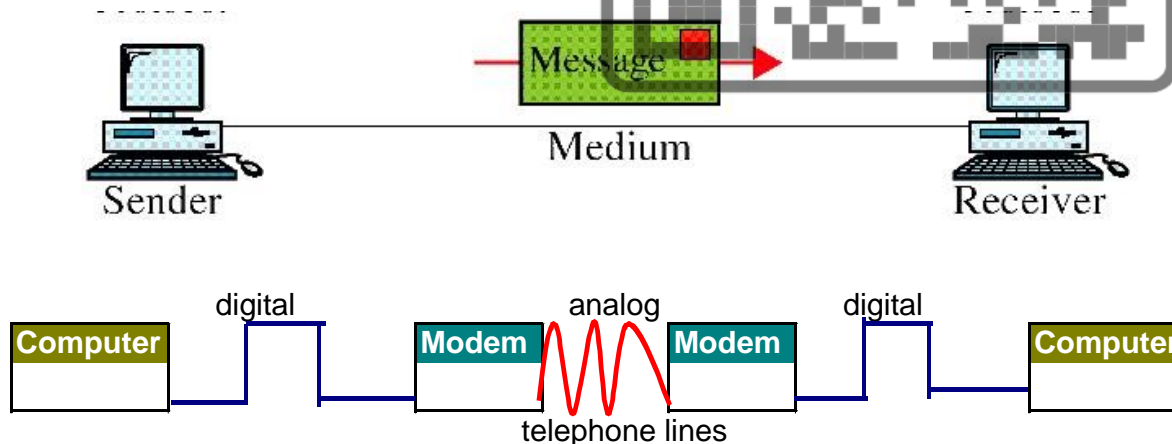 Message
Medium
Sender Receiver
digital analog digital
Computer Modem Modem Computer
telephone lines